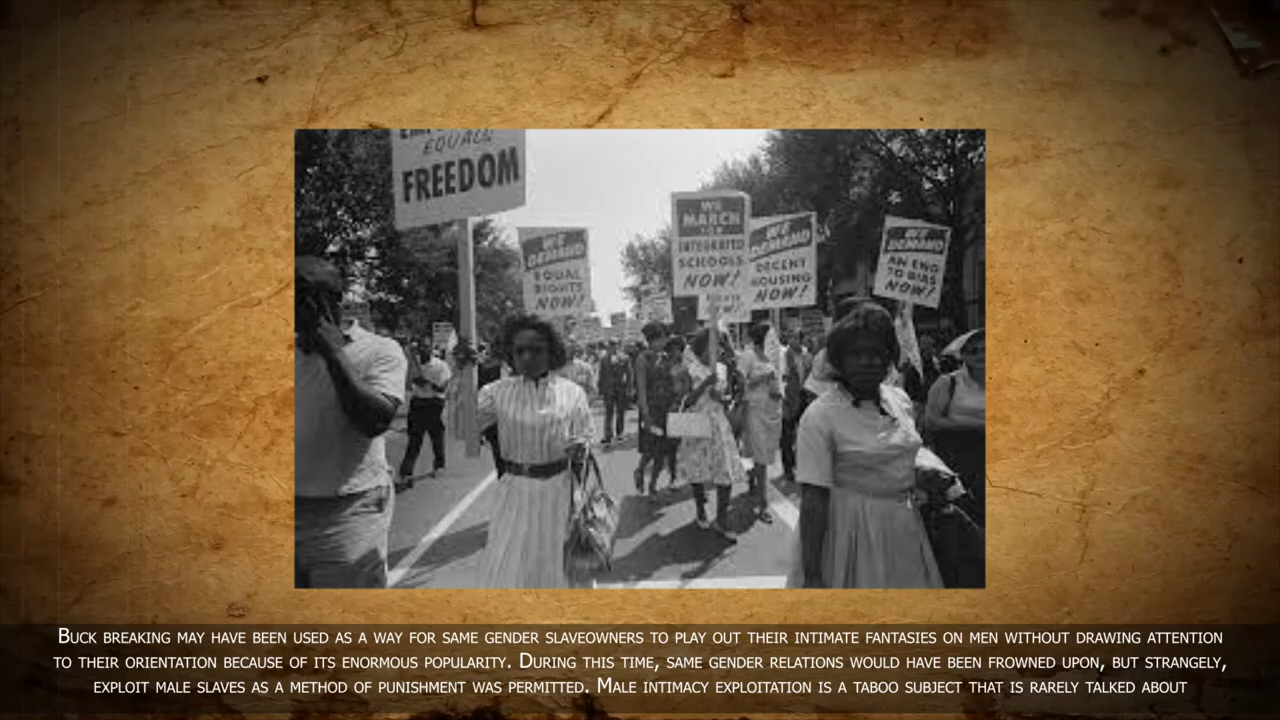 EQUAL
FREEDOM
WE
MARCH
FOR
INTEGRATED
SCHOOLS
NOW!
WE
DEMAND
EQUAL
RIGHTS
NOW!
WE
DEMAND
DECENT
HOUSING
NOW!
WE
DEMAND
AN END
TO BIAS
NOW!
Buck breaking may have been used as a way for same gender slaveowners to play out their intimate fantasies on men without drawing attention
to their orientation because of its enormous popularity. During this time, same gender relations would have been frowned upon, but strangely,
exploit male slaves as a method of punishment was permitted. Male intimacy exploitation is a taboo subject that is rarely talked about